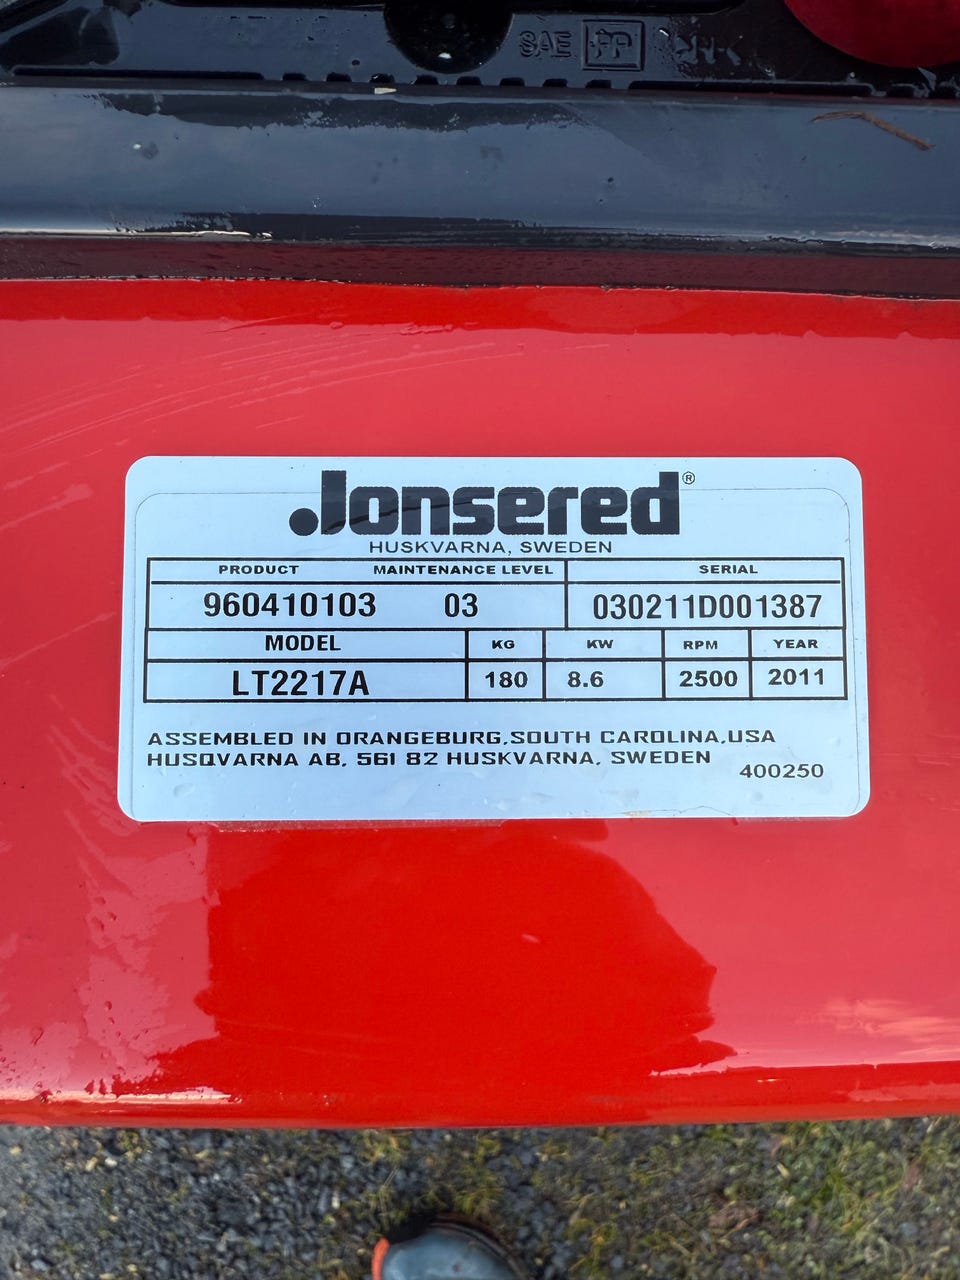 SAE PP
Jonsered®
HUSKVARNA, SWEDEN
PRODUCT MAINTENANCE LEVEL SERIAL
960410103 03 030211D001387
MODEL KG KW RPM YEAR
LT2217A 180 8.6 2500 2011
ASSEMBLED IN ORANGEBURG,SOUTH CAROLINA,USA
HUSQVARNA AB, 561 82 HUSKVARNA, SWEDEN
400250